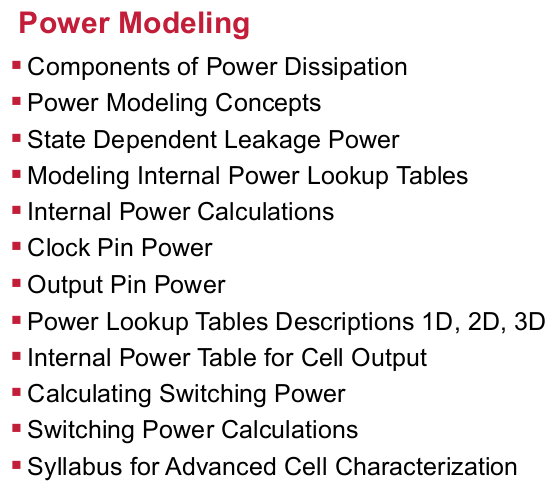 Power Modeling
Components of Power Dissipation
Power Modeling Concepts
State Dependent Leakage Power
Modeling Internal Power Lookup Tables
Internal Power Calculations
Clock Pin Power
Output Pin Power
Power Lookup Tables Descriptions 1D, 2D, 3D
Internal Power Table for Cell Output
Calculating Switching Power
Switching Power Calculations
Syllabus for Advanced Cell Characterization